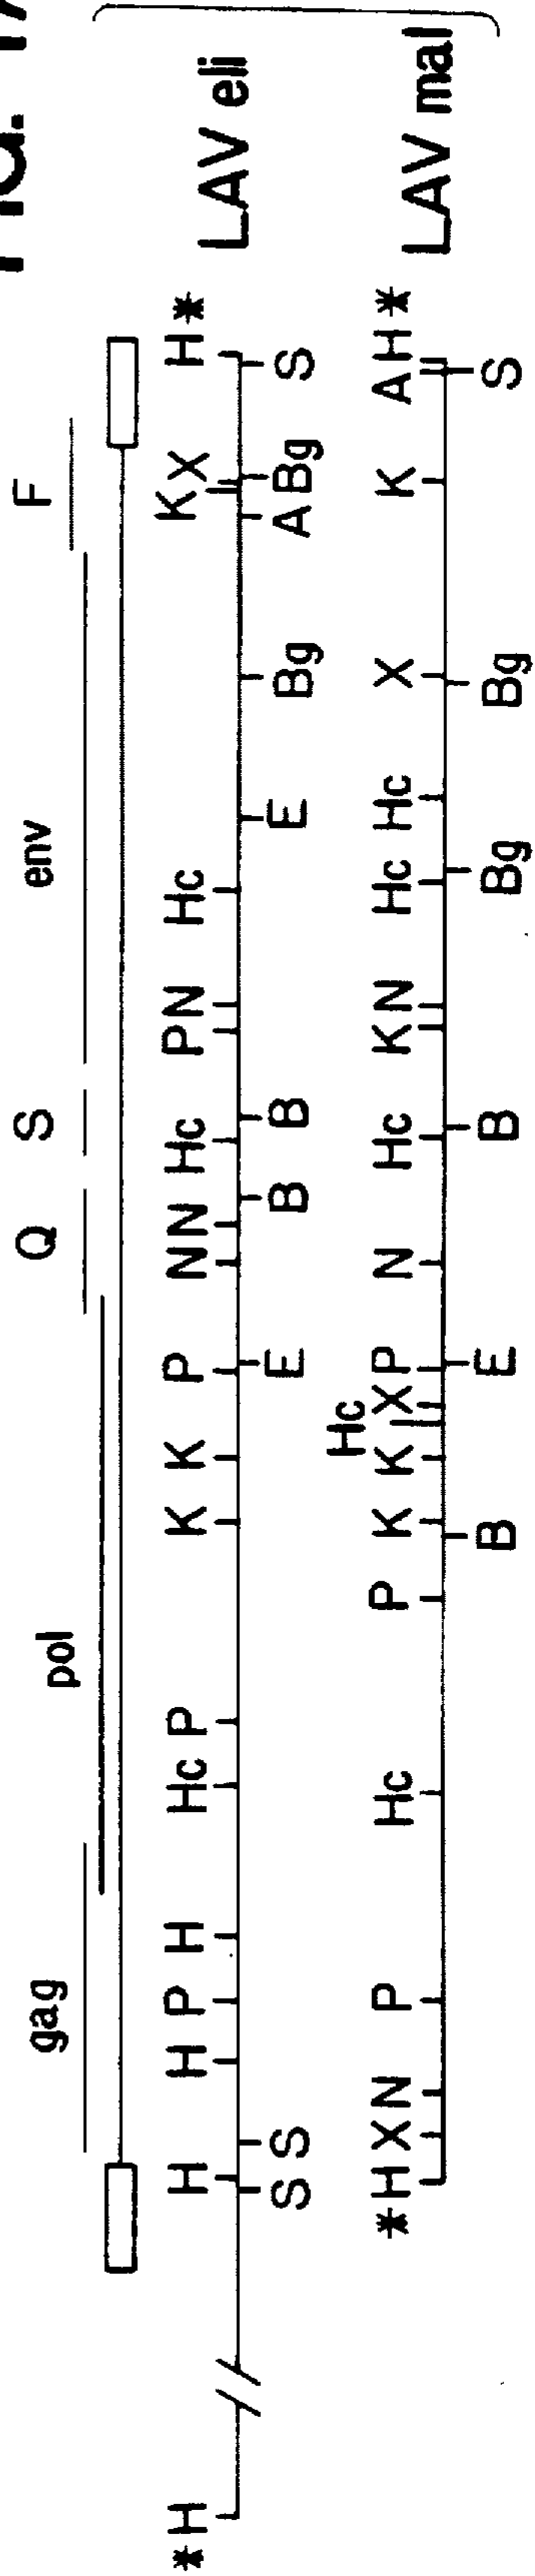 FIG. 1A
gag pol Q S env F
*H H H P H Hc P K K P N N Hc P N Hc K X H*
S S E B B E Bg A Bg S
LAV eli
*H X N P Hc P K K Hc X P N Hc K N Hc Hc X K A H*
B E B Bg Bg S
LAV mal